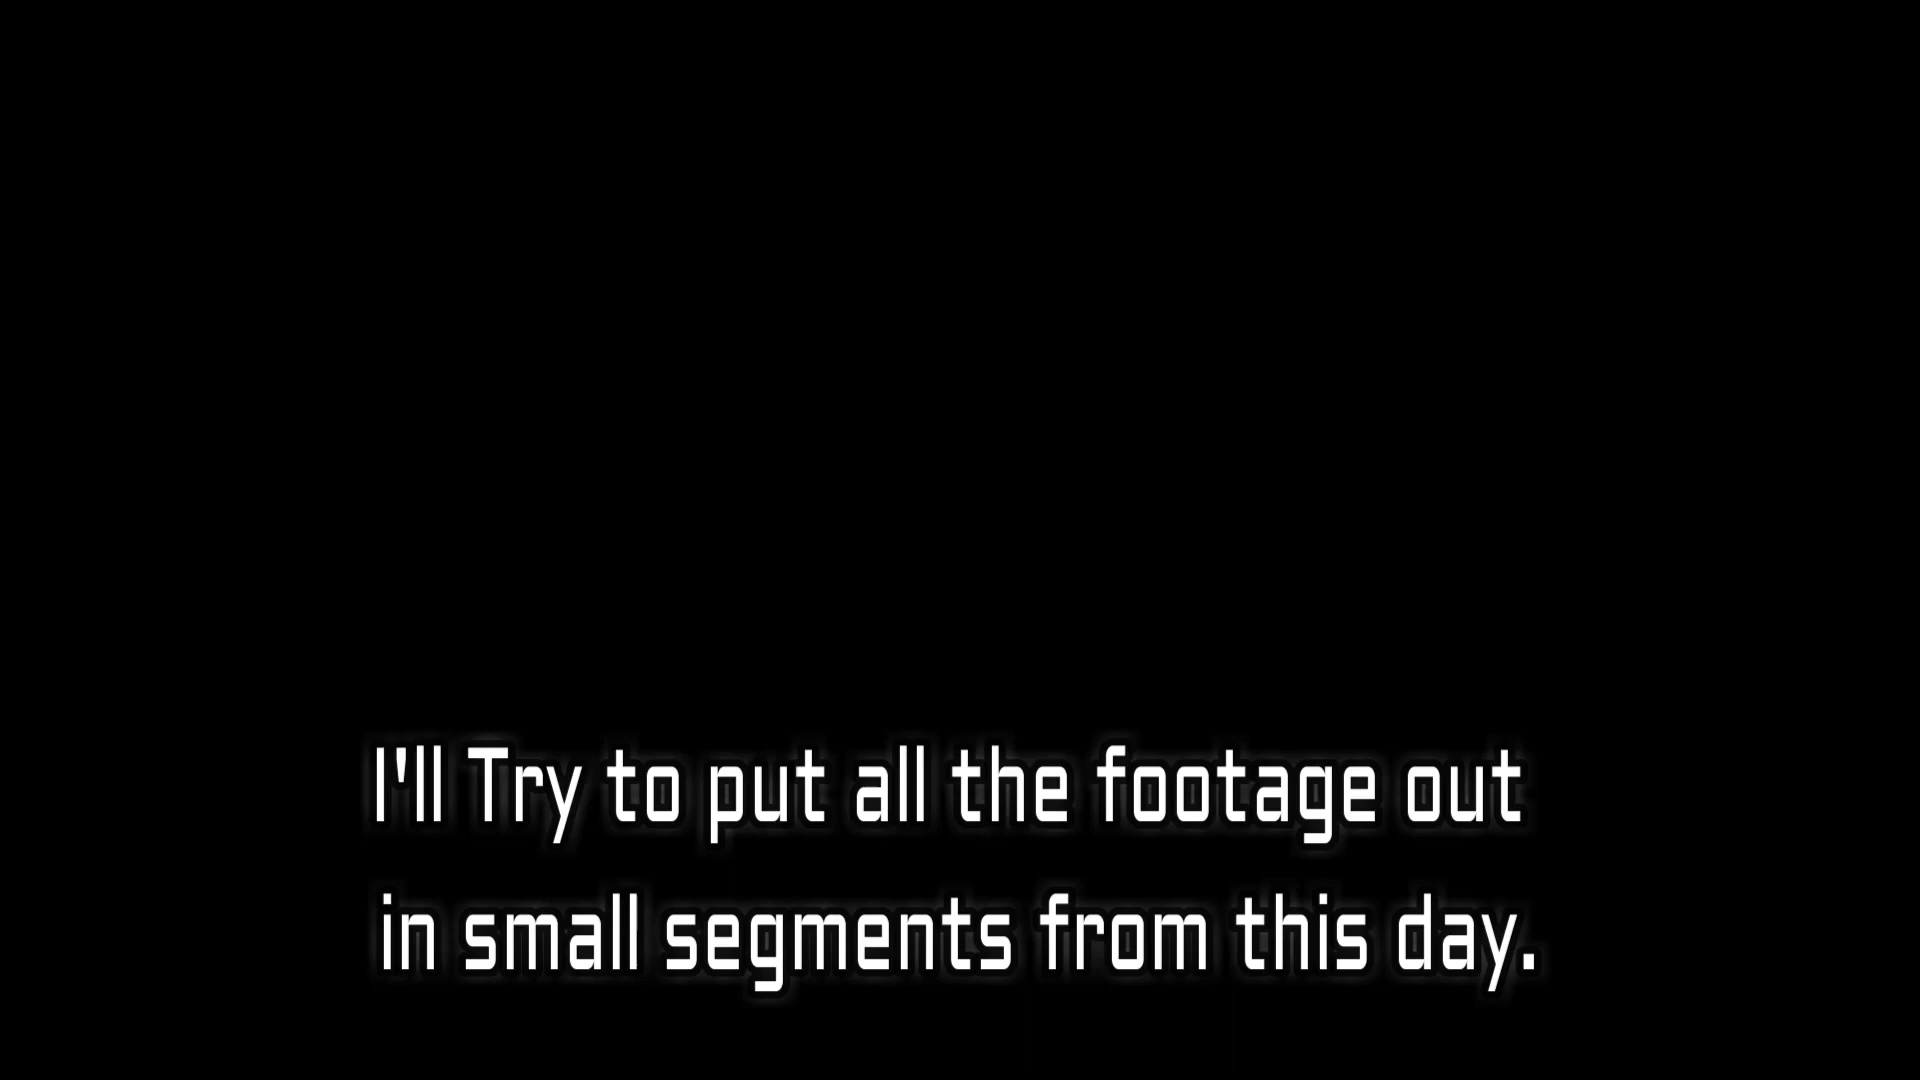 I'll Try to put all the footage out
in small segments from this day.